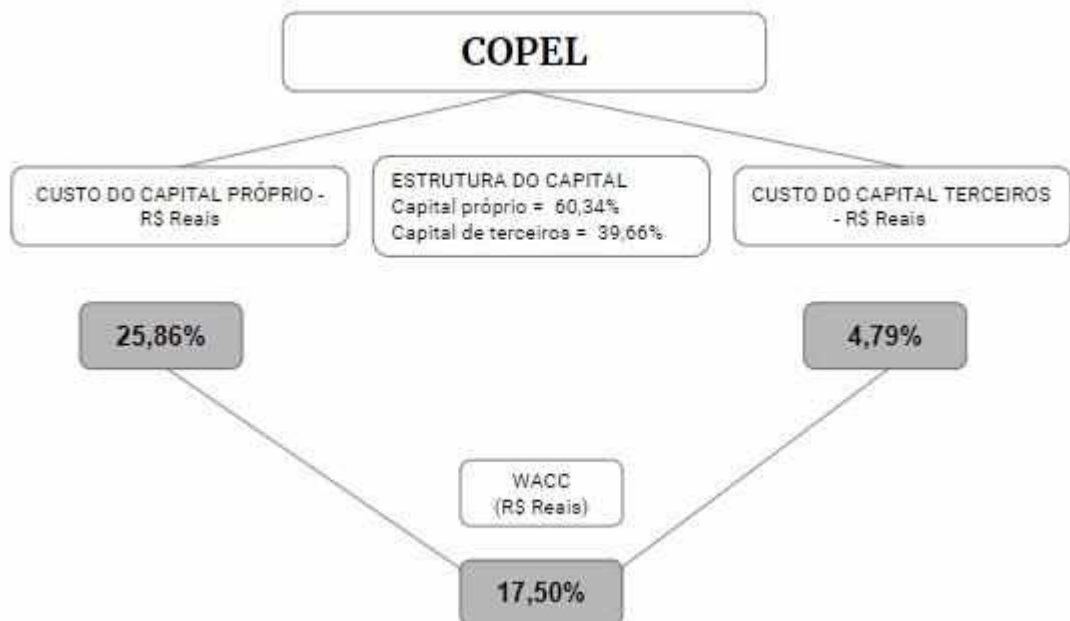 COPEL
CUSTO DO CAPITAL PRÓPRIO -
R$ Reais
ESTRUTURA DO CAPITAL
Capital próprio = 60,34%
Capital de terceiros = 39,66%
CUSTO DO CAPITAL TERCEIROS
- R$ Reais
25,86%
4,79%
WACC
(R$ Reais)
17,50%